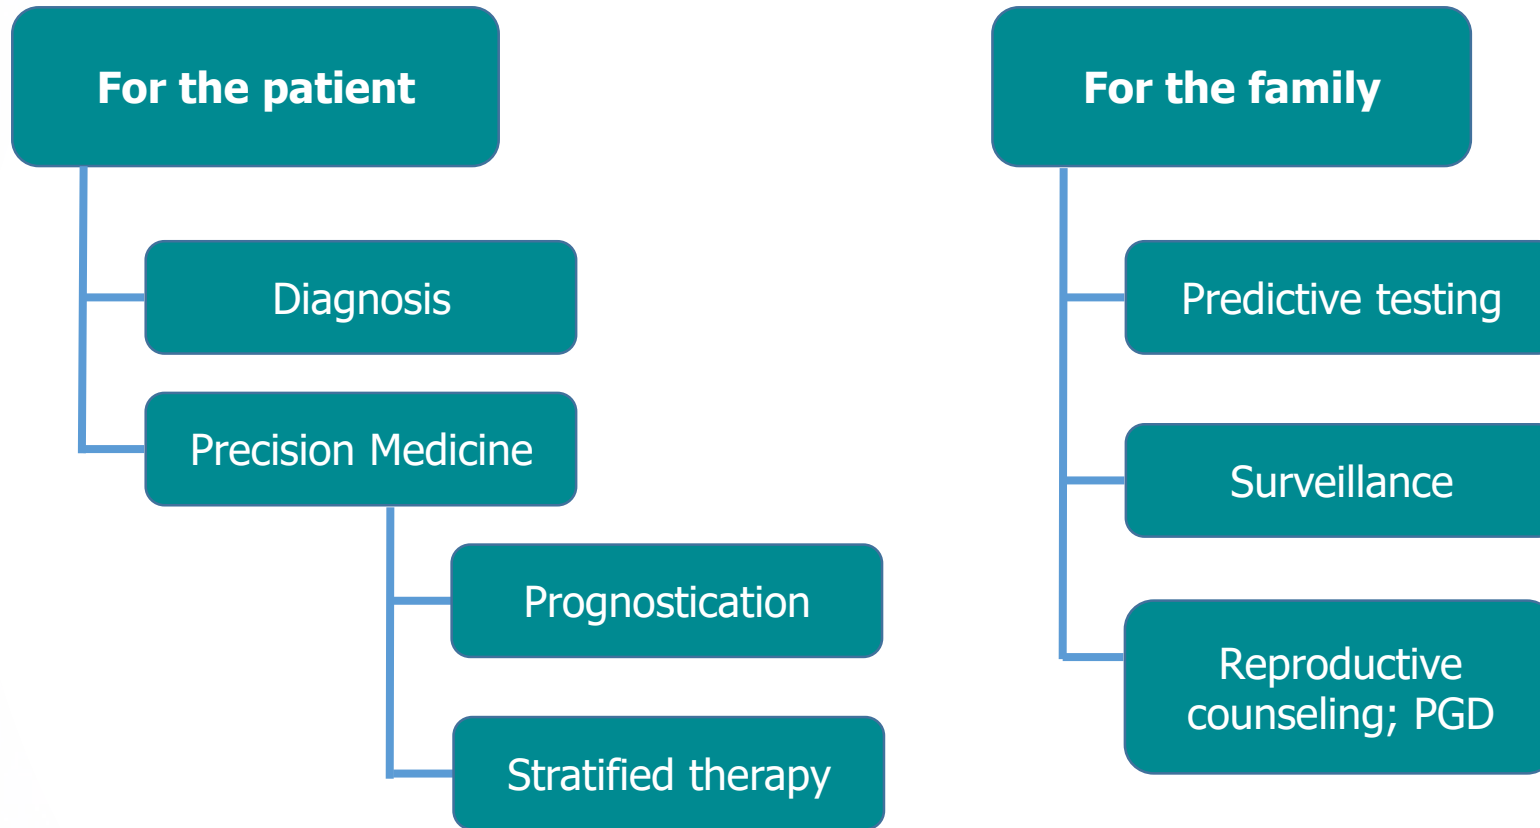 For the patient
Diagnosis
Precision Medicine
Prognostication
Stratified therapy
For the family
Predictive testing
Surveillance
Reproductive
counseling; PGD